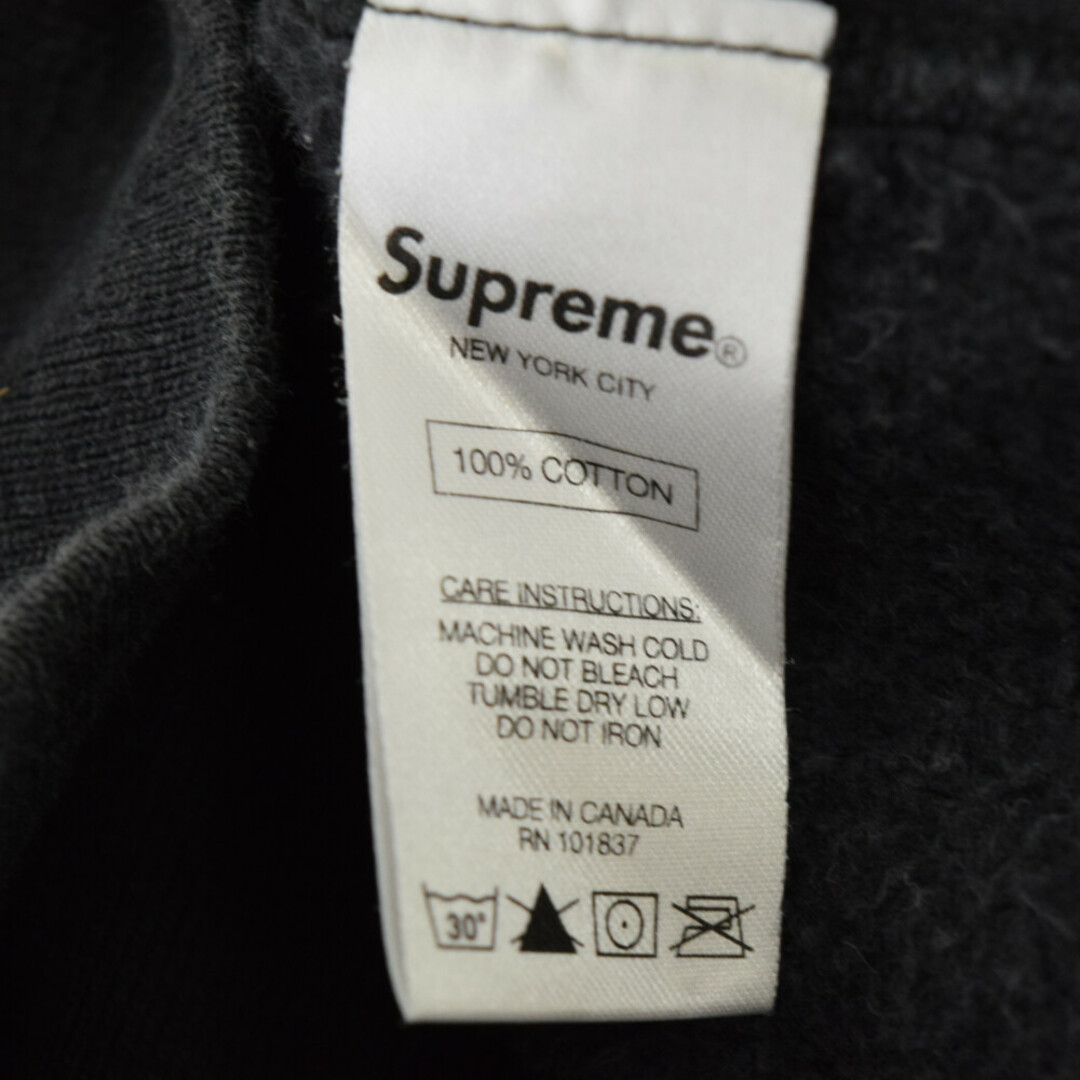 Supreme®
NEW YORK CITY
100% COTTON
CARE INSTRUCTIONS:
MACHINE WASH COLD
DO NOT BLEACH
TUMBLE DRY LOW
DO NOT IRON
MADE IN CANADA
RN 101837
30°